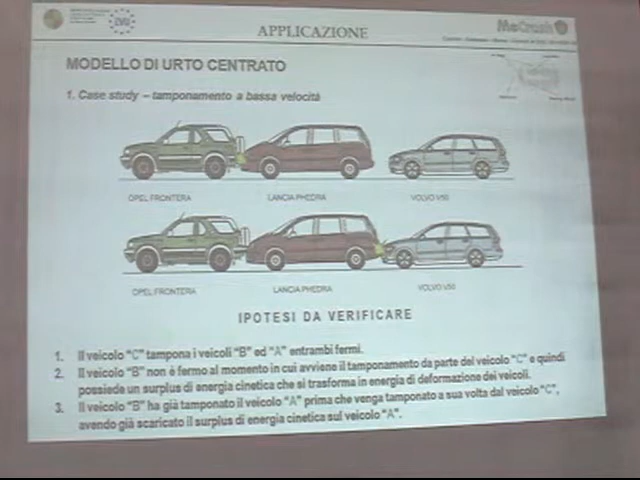 EVU
APPLICAZIONE
McCrash
MODELLO DI URTO CENTRATO
1. Case study – tamponamento a bassa velocità
OPEL FRONTERA LANCIA PHEDRA VOLVO V50
OPEL FRONTERA LANCIA PHEDRA VOLVO V50
IPOTESI DA VERIFICARE
1. Il veicolo "C" tampona i veicoli "B" ed "A" entrambi fermi.
2. Il veicolo "B" non è fermo al momento in cui avviene il tamponamento da parte del veicolo "C" e quindi
possiede un surplus di energia cinetica che si trasforma in energia di deformazione dei veicoli.
3. Il veicolo "B" ha già tamponato il veicolo "A" prima che venga tamponato a sua volta dal veicolo "C",
avendo già scaricato il surplus di energia cinetica sul veicolo "A".